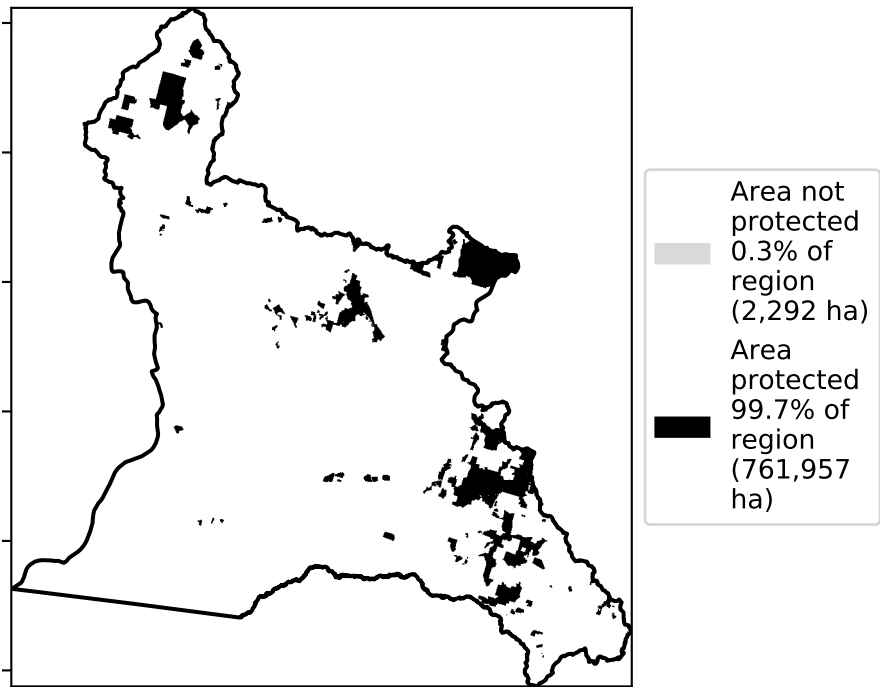 Area not
protected
0.3% of
region
(2,292 ha)
Area
protected
99.7% of
region
(761,957
ha)